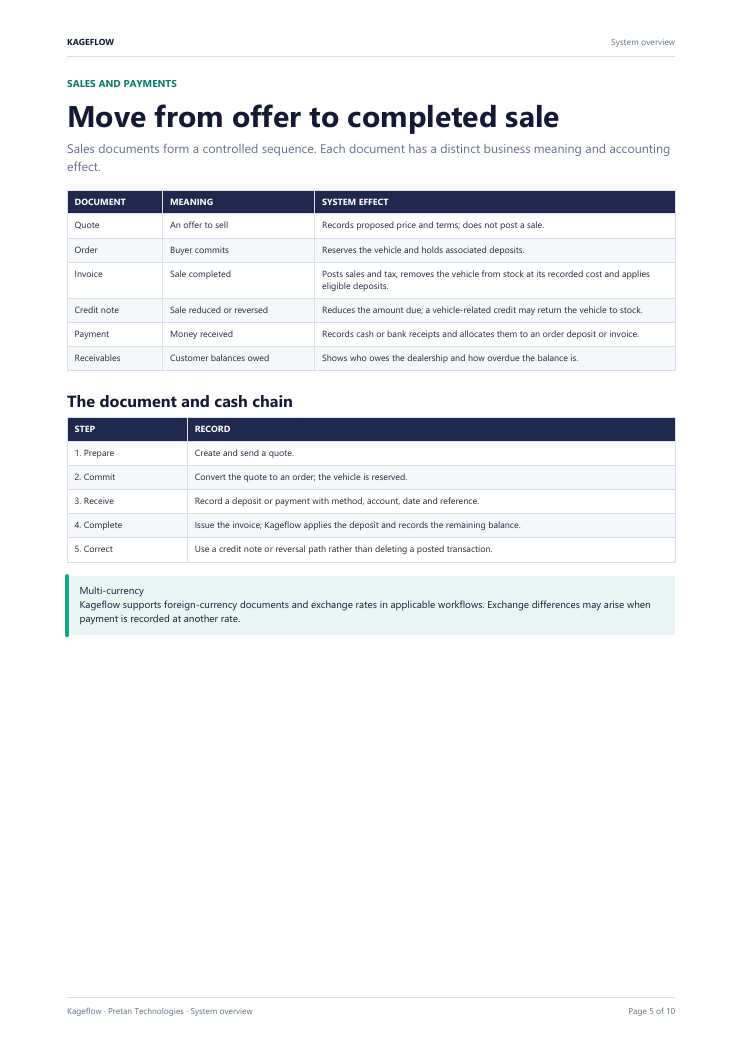 KAGEFLOW
System overview
SALES AND PAYMENTS
Move from offer to completed sale
Sales documents form a controlled sequence. Each document has a distinct business meaning and accounting
effect.
DOCUMENT MEANING SYSTEM EFFECT
Quote An offer to sell Records proposed price and terms; does not post a sale.
Order Buyer commits Reserves the vehicle and holds associated deposits.
Invoice Sale completed Posts sales and tax, removes the vehicle from stock at its recorded cost and applies
eligible deposits.
Credit note Sale reduced or reversed Reduces the amount due; a vehicle-related credit may return the vehicle to stock.
Payment Money received Records cash or bank receipts and allocates them to an order deposit or invoice.
Receivables Customer balances owed Shows who owes the dealership and how overdue the balance is.
The document and cash chain
STEP RECORD
1. Prepare Create and send a quote.
2. Commit Convert the quote to an order; the vehicle is reserved.
3. Receive Record a deposit or payment with method, account, date and reference.
4. Complete Issue the invoice; Kageflow applies the deposit and records the remaining balance.
5. Correct Use a credit note or reversal path rather than deleting a posted transaction.
Multi-currency
Kageflow supports foreign-currency documents and exchange rates in applicable workflows. Exchange differences may arise when
payment is recorded at another rate.
Kageflow · Pretan Technologies · System overview
Page 5 of 10